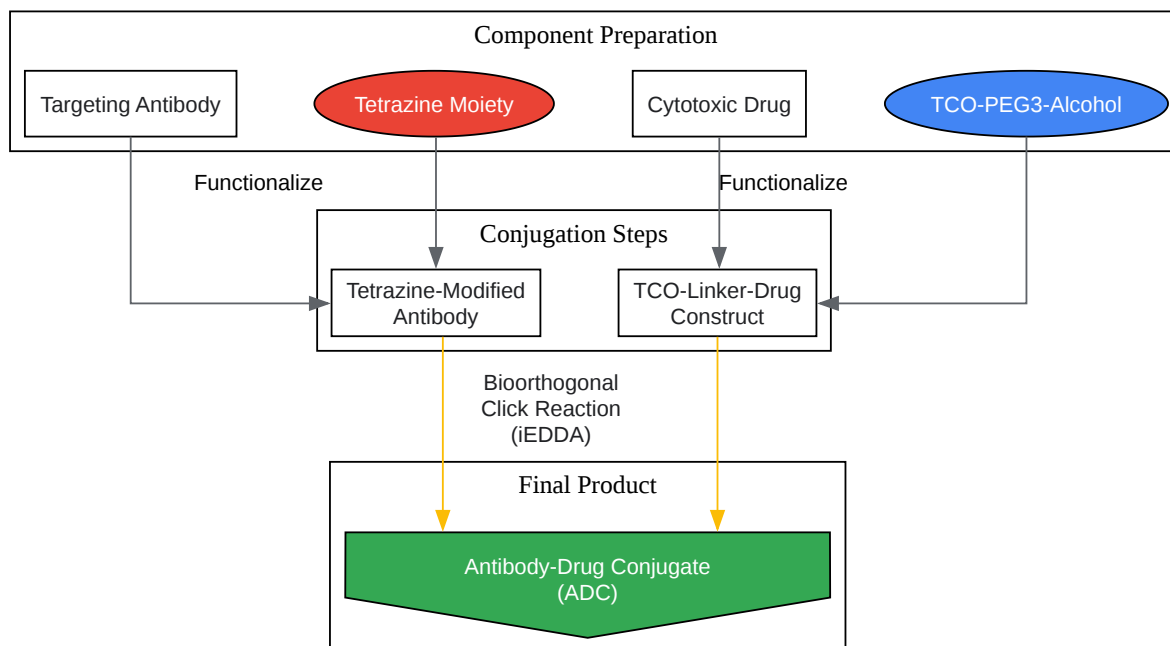 Component Preparation
Targeting Antibody
Tetrazine Moiety
Cytotoxic Drug
TCO-PEG3-Alcohol
Functionalize
Functionalize
Conjugation Steps
Tetrazine-Modified
Antibody
TCO-Linker-Drug
Construct
Bioorthogonal
Click Reaction
(iEDDA)
Final Product
Antibody-Drug Conjugate
(ADC)